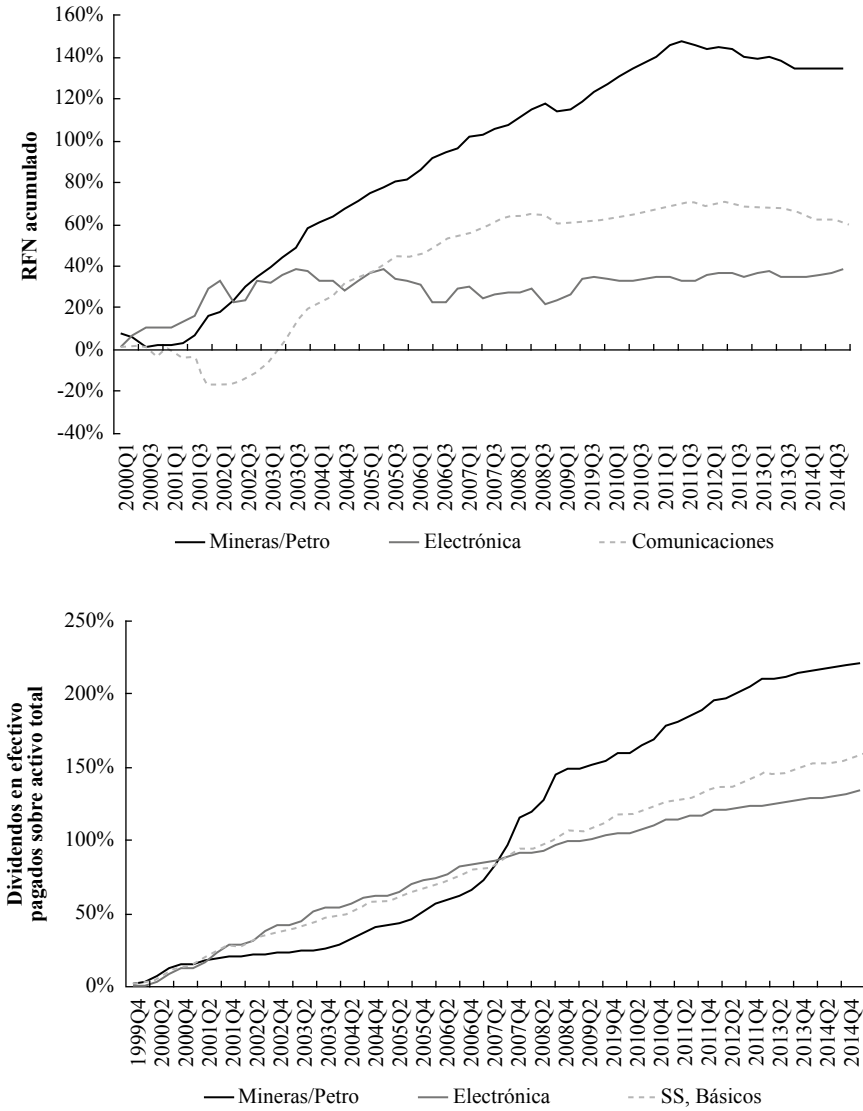 160%
140%
120%
100%
80%
60%
40%
20%
0%
-20%
-40%
RFN acumulado
2000Q1
2000Q3
2001Q1
2001Q3
2002Q1
2002Q3
2003Q1
2003Q3
2004Q1
2004Q3
2005Q1
2005Q3
2006Q1
2006Q3
2007Q1
2007Q3
2008Q1
2008Q3
2009Q1
2019Q3
2010Q1
2010Q3
2011Q1
2011Q3
2012Q1
2011Q3
2013Q1
2013Q3
2014Q1
2014Q3
Mineras/Petro
Electrónica
Comunicaciones
250%
200%
150%
100%
50%
0%
Dividendos en efectivo
pagados sobre activo total
1999Q4
2000Q2
2000Q4
2001Q2
2001Q4
2002Q2
2002Q4
2003Q2
2003Q4
2004Q2
2004Q4
2005Q2
2005Q4
2006Q2
2006Q4
2007Q2
2007Q4
2008Q2
2008Q4
2009Q2
2019Q4
2010Q2
2010Q4
2011Q2
2011Q4
2012Q2
2011Q4
2013Q2
2013Q4
2014Q2
2014Q4
Mineras/Petro
Electrónica
SS, Básicos